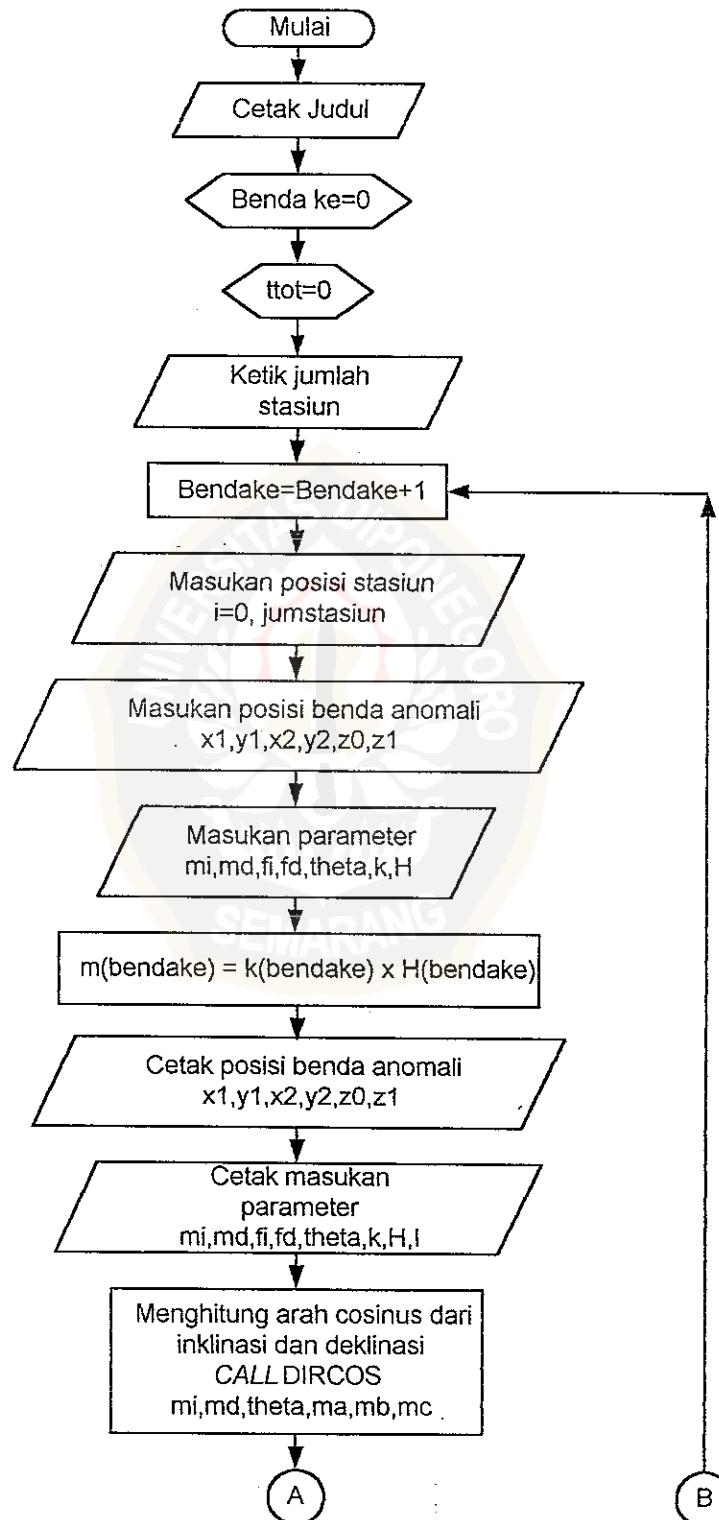 Mulai
Cetak Judul
Benda ke=0
ttot=0
Ketik jumlah
stasiun
Bendake=Bendake+1
Masukan posisi stasiun
i=0, jumstasiun
Masukan posisi benda anomali
x1,y1,x2,y2,z0,z1
Masukan parameter
mi,md,fi,fd,theta,k,H
m(bendake) = k(bendake) x H(bendake)
Cetak posisi benda anomali
x1,y1,x2,y2,z0,z1
Cetak masukan
parameter
mi,md,fi,fd,theta,k,H,I
Menghitung arah cosinus dari
inklinasi dan deklinasi
CALL DIRCOS
mi,md,theta,ma,mb,mc
A
B
UNIVERSITAS DIPONEGORO
SEMARANG